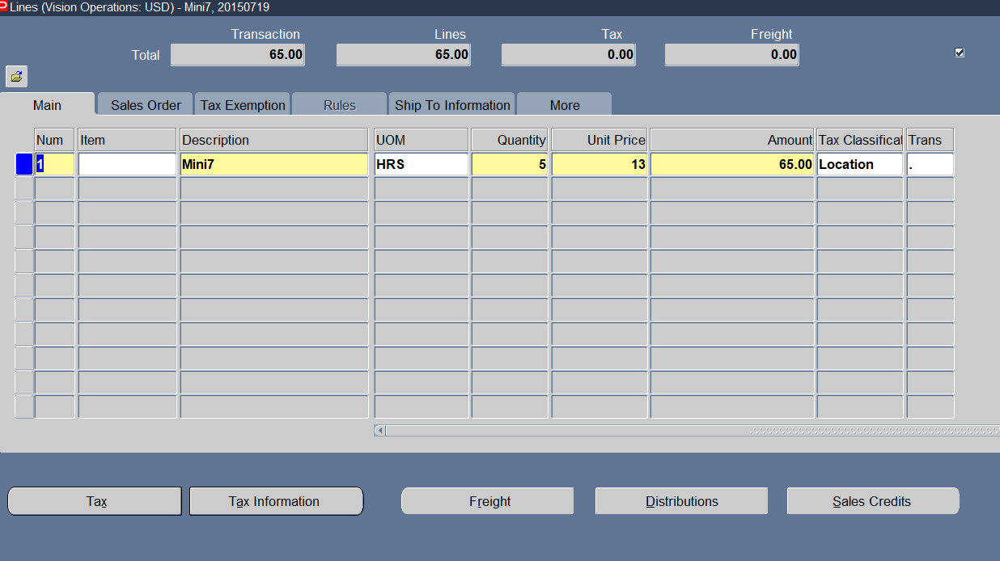 Lines (Vision Operations: USD) - Mini7, 20150719
Transaction Lines Tax Freight
Total 65.00 65.00 0.00 0.00
Main Sales Order Tax Exemption Rules Ship To Information More
Num Item Description UOM Quantity Unit Price Amount Tax Classificat Trans
1 Mini7 HRS 5 13 65.00 Location .
Tax Tax Information Freight Distributions Sales Credits